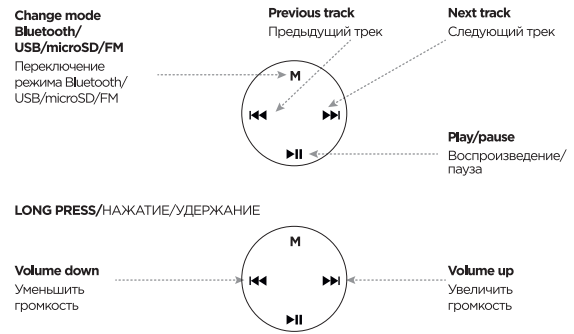 Change mode
Bluetooth/
USB/microSD/FM
Переключение
режима Bluetooth/
USB/microSD/FM
Previous track
Предыдущий трек
Next track
Следующий трек
M
Play/pause
Воспроизведение/
пауза
LONG PRESS/НАЖАТИЕ/УДЕРЖАНИЕ
M
Volume down
Уменьшить
громкость
Volume up
Увеличить
громкость